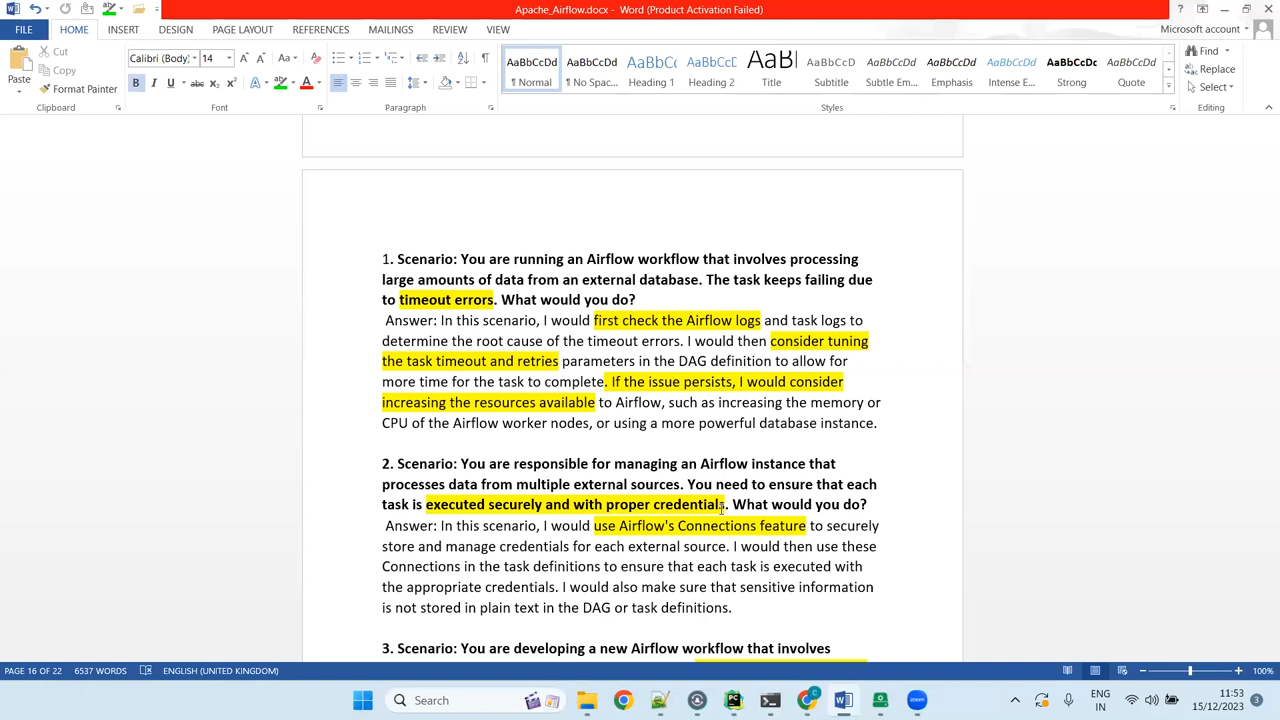 Apache_Airflow.docx - Word (Product Activation Failed)
FILE HOME INSERT DESIGN PAGE LAYOUT REFERENCES MAILINGS REVIEW VIEW Microsoft account
Cut
Copy
Format Painter
Paste
Clipboard
Calibri (Body) 14
Font
Paragraph
AaBbCcDd AaBbCcDd AaBbC AaBbCcD AaBl AaBbCcD AaBbCcDd AaBbCcDd AaBbCcDd AaBbCcDc AaBbCcDd
¶ Normal ¶ No Spac... Heading 1 Heading 2 Title Subtitle Subtle Em... Emphasis Intense E... Strong Quote
Styles
Find
Replace
Select
Editing
1. Scenario: You are running an Airflow workflow that involves processing
large amounts of data from an external database. The task keeps failing due
to timeout errors. What would you do?
Answer: In this scenario, I would first check the Airflow logs and task logs to
determine the root cause of the timeout errors. I would then consider tuning
the task timeout and retries parameters in the DAG definition to allow for
more time for the task to complete. If the issue persists, I would consider
increasing the resources available to Airflow, such as increasing the memory or
CPU of the Airflow worker nodes, or using a more powerful database instance.
2. Scenario: You are responsible for managing an Airflow instance that
processes data from multiple external sources. You need to ensure that each
task is executed securely and with proper credentials. What would you do?
Answer: In this scenario, I would use Airflow's Connections feature to securely
store and manage credentials for each external source. I would then use these
Connections in the task definitions to ensure that each task is executed with
the appropriate credentials. I would also make sure that sensitive information
is not stored in plain text in the DAG or task definitions.
3. Scenario: You are developing a new Airflow workflow that involves
PAGE 16 OF 22 6537 WORDS ENGLISH (UNITED KINGDOM) 100%
Search
ENG
IN
11:53
15/12/2023